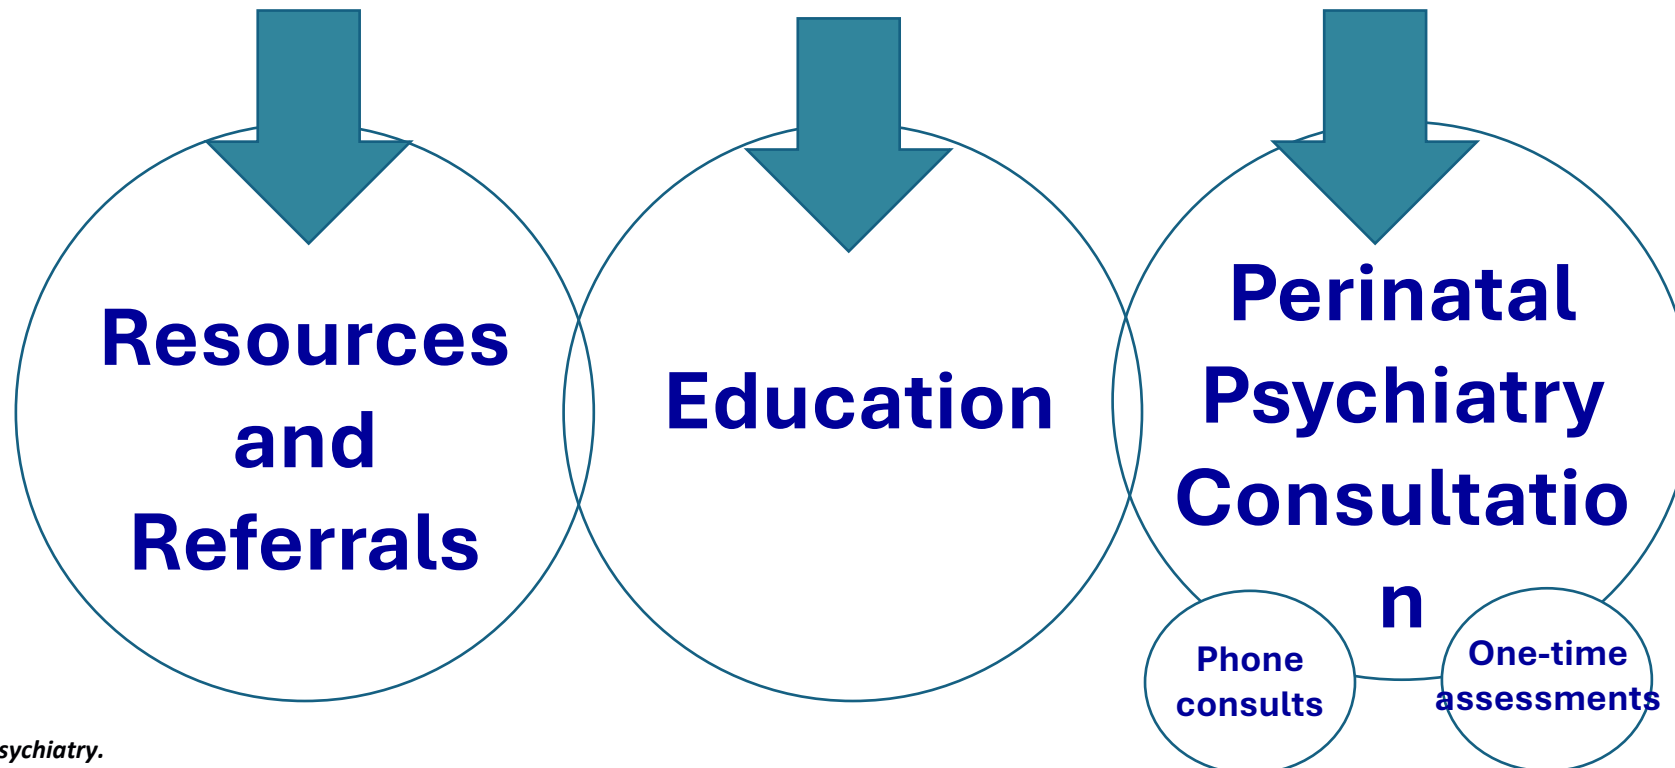 Resources
and
Referrals
Education
Perinatal
Psychiatry
Consultatio
n
Phone
consults
One-time
assessments
sychiatry.